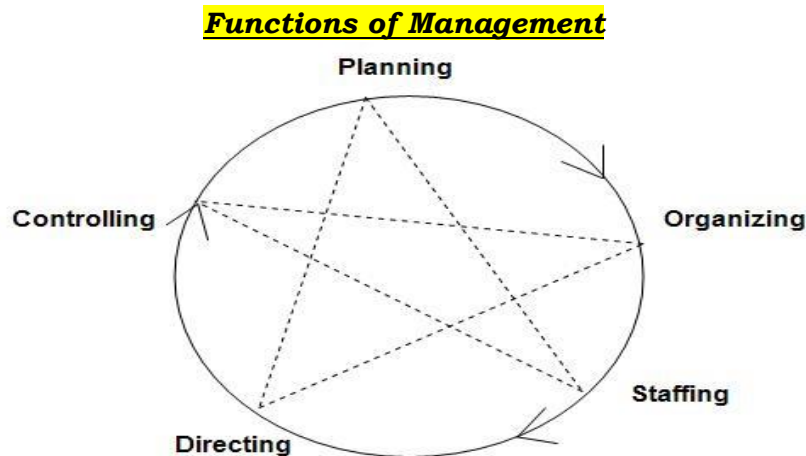 Functions of Management
Planning
Controlling
Organizing
Staffing
Directing